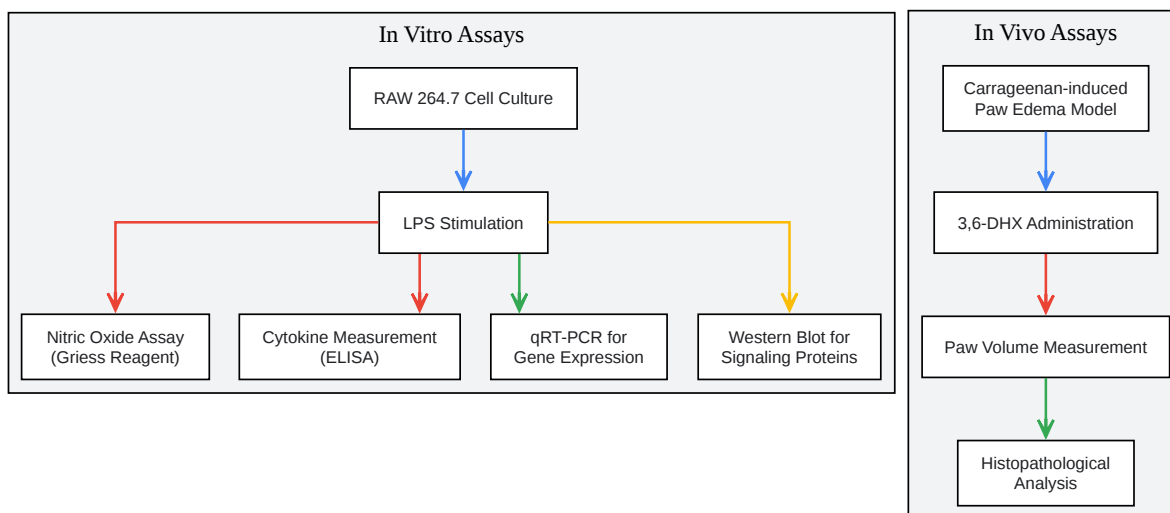 In Vitro Assays
RAW 264.7 Cell Culture
LPS Stimulation
Nitric Oxide Assay
(Griess Reagent)
Cytokine Measurement
(ELISA)
qRT-PCR for
Gene Expression
Western Blot for
Signaling Proteins
In Vivo Assays
Carrageenan-induced
Paw Edema Model
3,6-DHX Administration
Paw Volume Measurement
Histopathological
Analysis